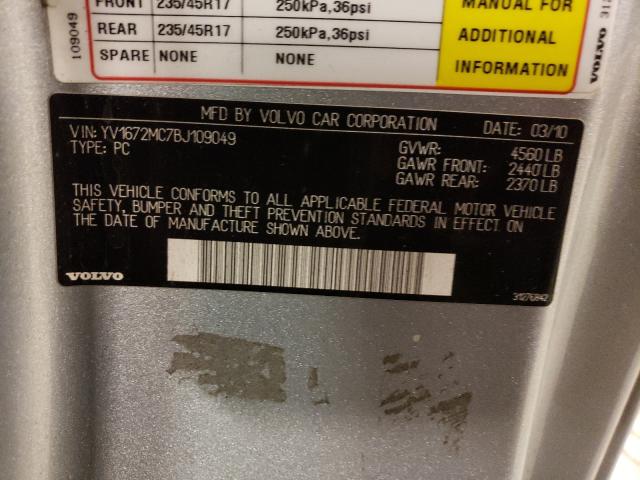 FRONT 235/45R17 250kPa,36psi
REAR 235/45R17 250kPa,36psi
SPARE NONE NONE
MANUAL FOR
ADDITIONAL
INFORMATION
109049
VOLVO
MFD BY VOLVO CAR CORPORATION
VIN: YV1672MC7BJ109049
DATE: 03/10
TYPE: PC
GVWR: 4560 LB
GAWR FRONT: 2440 LB
GAWR REAR: 2370 LB
THIS VEHICLE CONFORMS TO ALL APPLICABLE FEDERAL MOTOR VEHICLE
SAFETY, BUMPER AND THEFT PREVENTION STANDARDS IN EFFECT ON
THE DATE OF MANUFACTURE SHOWN ABOVE.
VOLVO
31276842